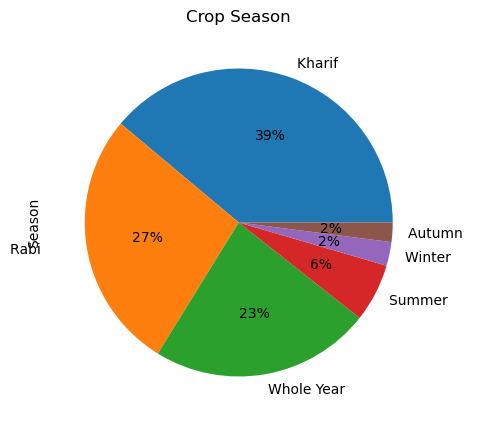 Crop Season
Kharif
39%
Season
Rabi
27%
2%
Autumn
2%
Winter
6%
Summer
23%
Whole Year